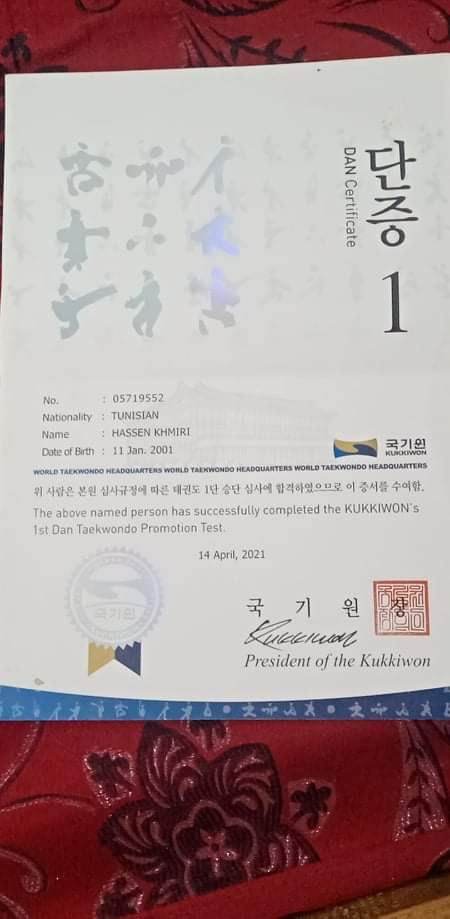 단증
DAN Certificate
1
No. : 05719552
Nationality : TUNISIAN
Name : HASSEN KHMIRI
Date of Birth : 11 Jan. 2001
국기원
KUKKIWON
WORLD TAEKWONDO HEADQUARTERS WORLD TAEKWONDO HEADQUARTERS WORLD TAEKWONDO HEADQUARTERS
위 사람은 본원 심사규정에 따른 태권도 1단 승단 심사에 합격하였으므로 이 증서를 수여함.
The above named person has successfully completed the KUKKIWON's
1st Dan Taekwondo Promotion Test.
14 April, 2021
국기원
국 기 원 장
Kukkiwon
President of the Kukkiwon